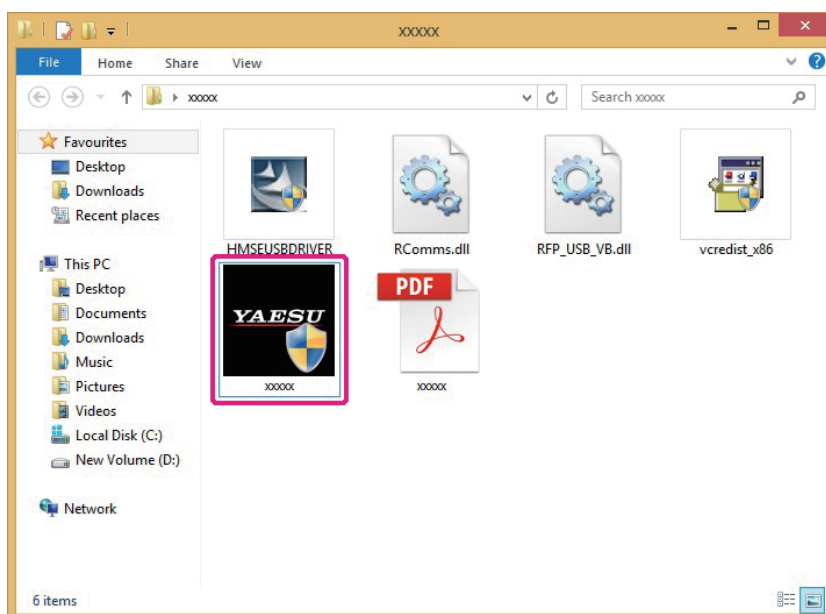 xxxxx
File Home Share View
xxxxx
Search xxxxx
Favourites
Desktop
Downloads
Recent places
This PC
Desktop
Documents
Downloads
Music
Pictures
Videos
Local Disk (C:)
New Volume (D:)
Network
HMSEUSBDRIVER
RComms.dll
RFP_USB_VB.dll
vcredist_x86
YAESU
xxxxx
PDF
xxxxx
6 items